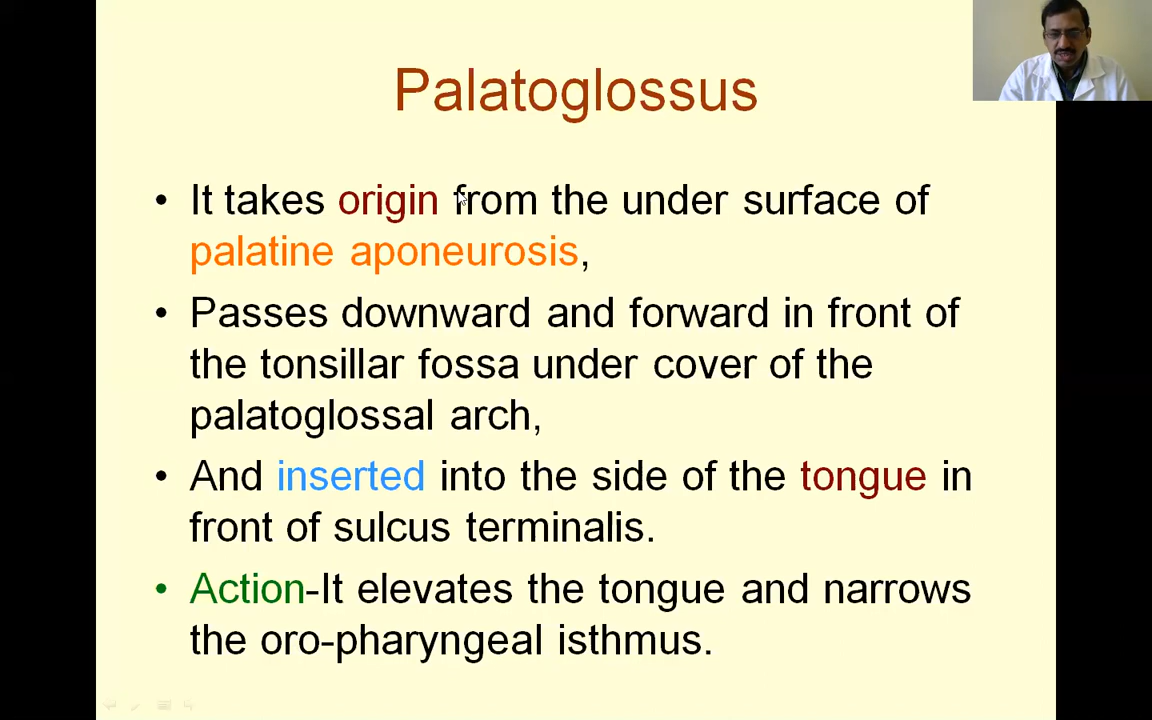 Palatoglossus
• It takes origin from the under surface of
palatine aponeurosis,
• Passes downward and forward in front of
the tonsillar fossa under cover of the
palatoglossal arch,
• And inserted into the side of the tongue in
front of sulcus terminalis.
• Action-It elevates the tongue and narrows
the oro-pharyngeal isthmus.